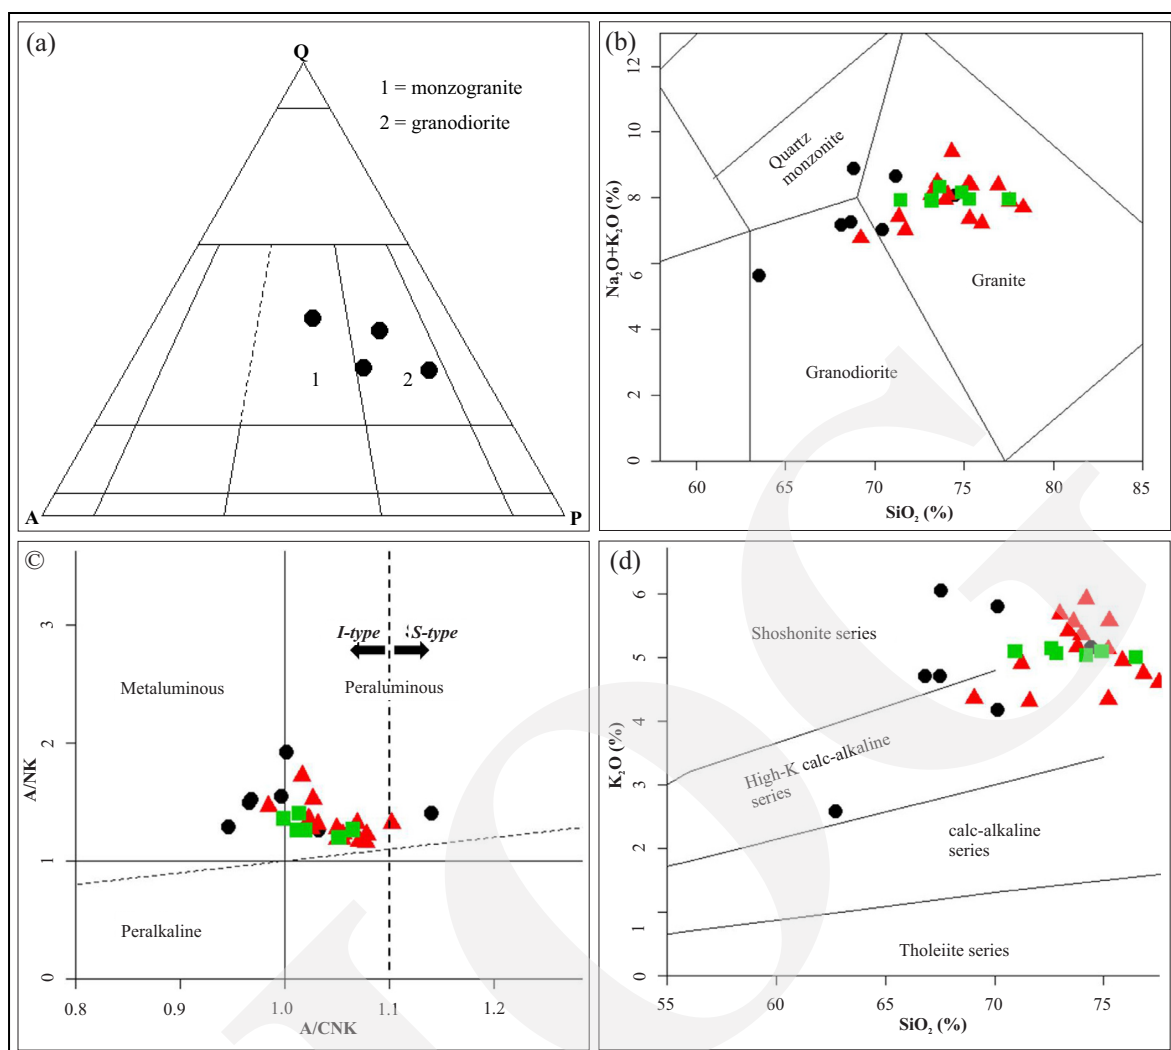 (a)
Q
1 = monzogranite
2 = granodiorite
1
2
A
P
(b)
12
10
8
6
4
2
0
Na₂O+K₂O (%)
Quartz
monzonite
Granite
Granodiorite
60
65
70
75
80
85
SiO₂ (%)
©
3
2
1
0
A/NK
I-type
S-type
Metaluminous
Peraluminous
Peralkaline
0.8
0.9
1.0
1.1
1.2
A/CNK
(d)
6
5
4
3
2
1
0
K₂O (%)
Shoshonite series
High-K calc-alkaline
series
calc-alkaline
series
Tholeiite series
55
60
65
70
75
SiO₂ (%)